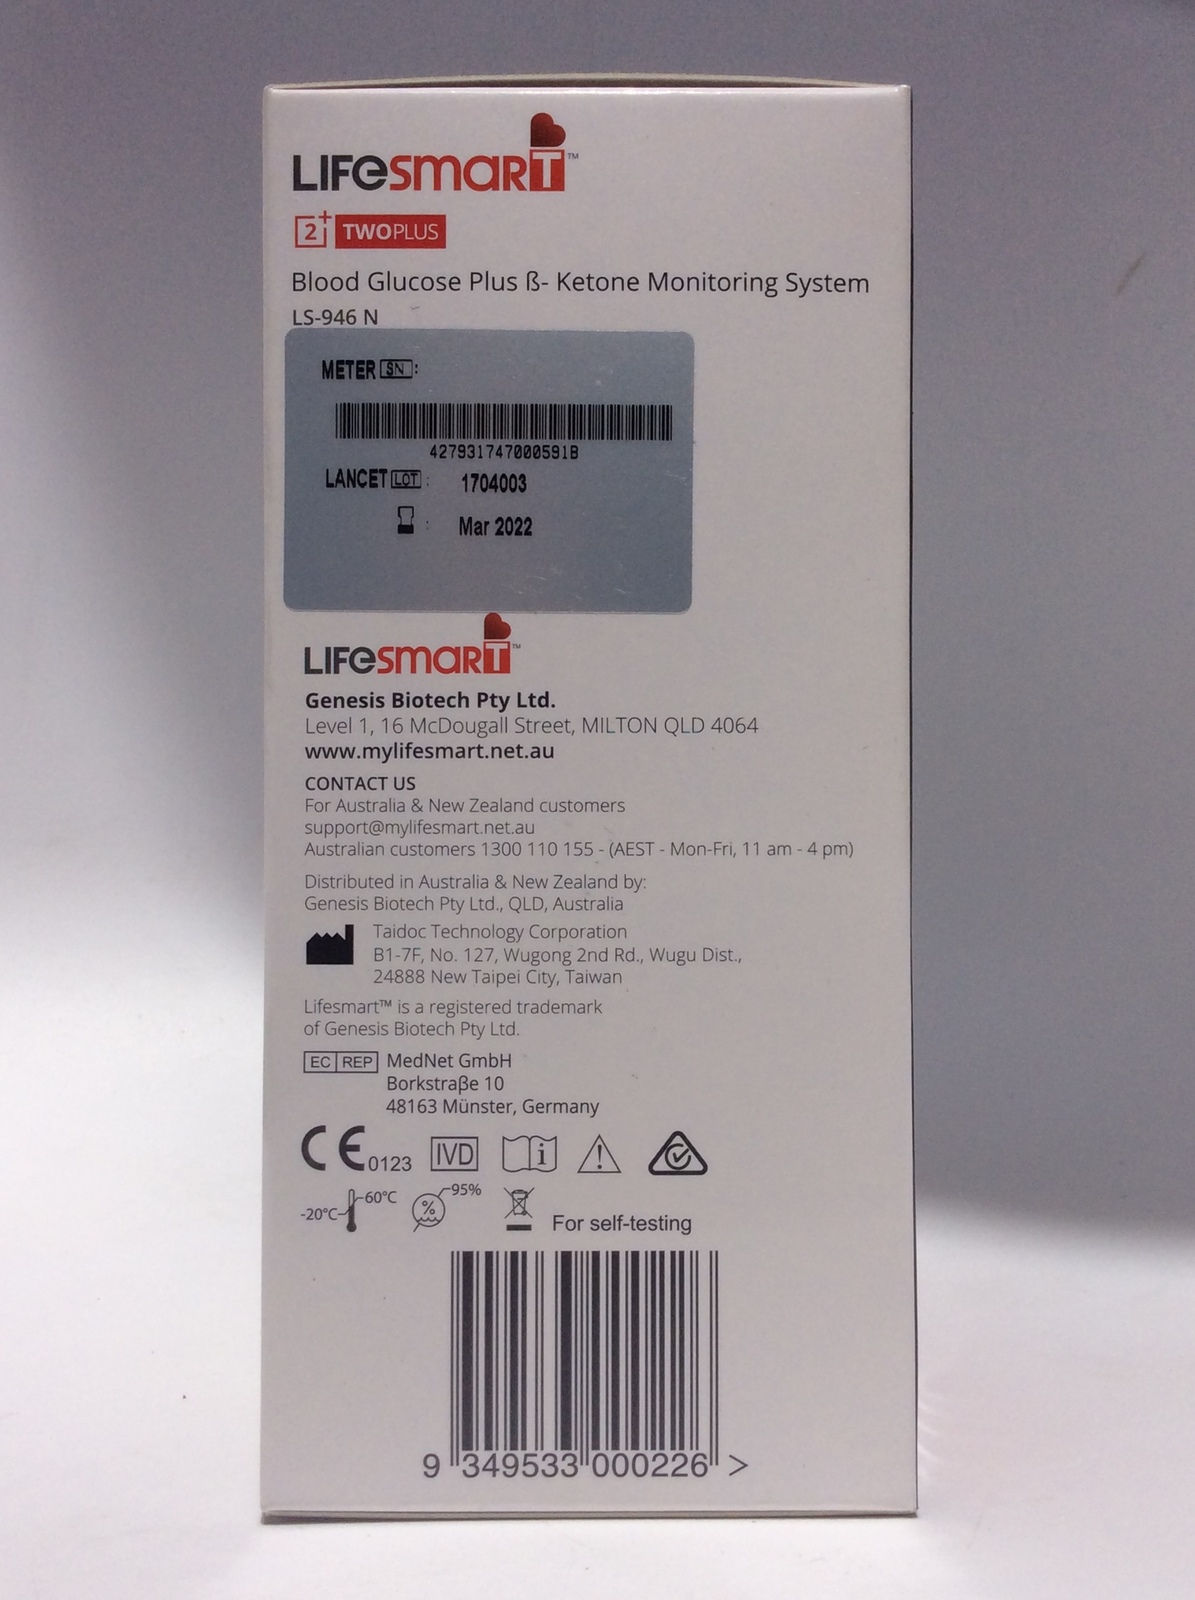 LIFesmarT™
2+ TWOPLUS
Blood Glucose Plus ß- Ketone Monitoring System
LS-946 N
METER SN:
427931747000591B
LANCET LOT: 1704003
: Mar 2022
LIFesmarT™
Genesis Biotech Pty Ltd.
Level 1, 16 McDougall Street, MILTON QLD 4064
www.mylifesmart.net.au
CONTACT US
For Australia & New Zealand customers
support@mylifesmart.net.au
Australian customers 1300 110 155 - (AEST - Mon-Fri, 11 am - 4 pm)
Distributed in Australia & New Zealand by:
Genesis Biotech Pty Ltd., QLD, Australia
Taidoc Technology Corporation
B1-7F, No. 127, Wugong 2nd Rd., Wugu Dist.,
24888 New Taipei City, Taiwan
Lifesmart™ is a registered trademark
of Genesis Biotech Pty Ltd.
EC REP MedNet GmbH
Borkstraβe 10
48163 Münster, Germany
CE 0123 IVD i !
-20°C 60°C % 95%
For self-testing
9 349533 000226 >